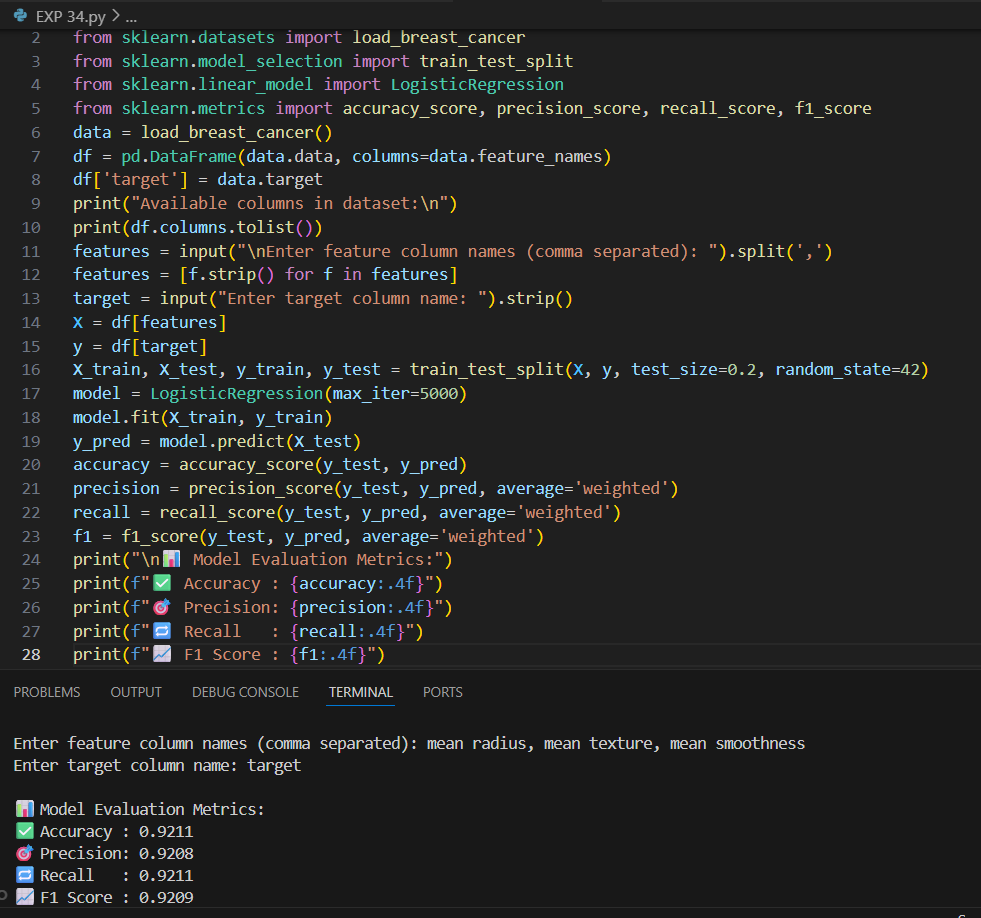 EXP 34.py > ...
2 from sklearn.datasets import load_breast_cancer
3 from sklearn.model_selection import train_test_split
4 from sklearn.linear_model import LogisticRegression
5 from sklearn.metrics import accuracy_score, precision_score, recall_score, f1_score
6 data = load_breast_cancer()
7 df = pd.DataFrame(data.data, columns=data.feature_names)
8 df['target'] = data.target
9 print("Available columns in dataset:\n")
10 print(df.columns.tolist())
11 features = input("\nEnter feature column names (comma separated): ").split(',')
12 features = [f.strip() for f in features]
13 target = input("Enter target column name: ").strip()
14 X = df[features]
15 y = df[target]
16 X_train, X_test, y_train, y_test = train_test_split(X, y, test_size=0.2, random_state=42)
17 model = LogisticRegression(max_iter=5000)
18 model.fit(X_train, y_train)
19 y_pred = model.predict(X_test)
20 accuracy = accuracy_score(y_test, y_pred)
21 precision = precision_score(y_test, y_pred, average='weighted')
22 recall = recall_score(y_test, y_pred, average='weighted')
23 f1 = f1_score(y_test, y_pred, average='weighted')
24 print("\n📊 Model Evaluation Metrics:")
25 print(f"✅ Accuracy : {accuracy:.4f}")
26 print(f"🎯 Precision: {precision:.4f}")
27 print(f"🔁 Recall   : {recall:.4f}")
28 print(f"📈 F1 Score : {f1:.4f}")
PROBLEMS OUTPUT DEBUG CONSOLE TERMINAL PORTS
Enter feature column names (comma separated): mean radius, mean texture, mean smoothness
Enter target column name: target
📊 Model Evaluation Metrics:
✅ Accuracy : 0.9211
🎯 Precision: 0.9208
🔁 Recall   : 0.9211
📈 F1 Score : 0.9209